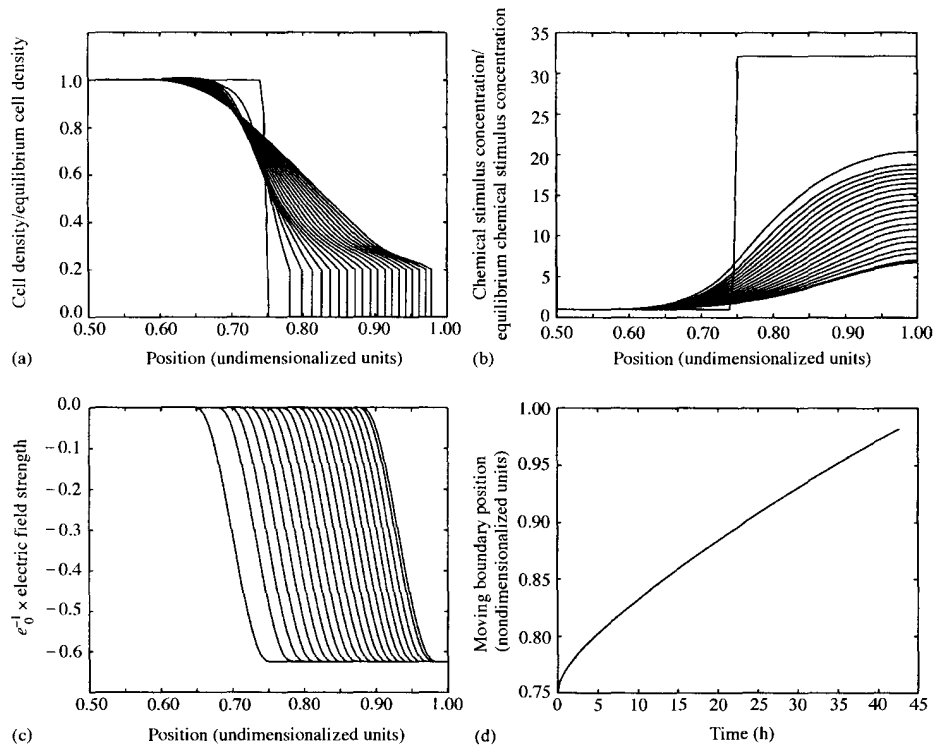 Cell density/equilibrium cell density
1.0
0.8
0.6
0.4
0.2
0.0
0.50 0.60 0.70 0.80 0.90 1.00
(a) Position (undimensionalized units)
Chemical stimulus concentration/
equilibrium chemical stimulus concentration
35
30
25
20
15
10
5
0
0.50 0.60 0.70 0.80 0.90 1.00
(b) Position (undimensionalized units)
e₀⁻¹ × electric field strength
0.0
−0.1
−0.2
−0.3
−0.4
−0.5
−0.6
0.50 0.60 0.70 0.80 0.90 1.00
(c) Position (undimensionalized units)
Moving boundary position
(nondimensionalized units)
1.00
0.95
0.90
0.85
0.80
0.75
0 5 10 15 20 25 30 35 40 45
(d) Time (h)